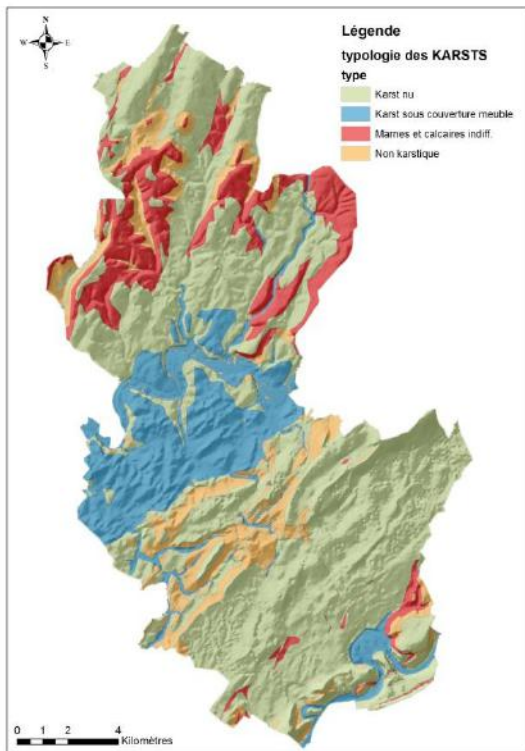 N
W E
S
Légende
typologie des KARSTS
type
Karst nu
Karst sous couverture meuble
Marnes et calcaires indiff.
Non karstique
0 1 2 4
Kilomètres